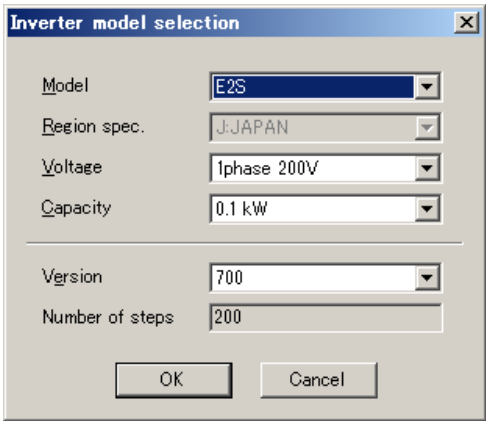 Inverter model selection
Model E2S
Region spec. J:JAPAN
Voltage 1phase 200V
Capacity 0.1 kW
Version 700
Number of steps 200
OK Cancel